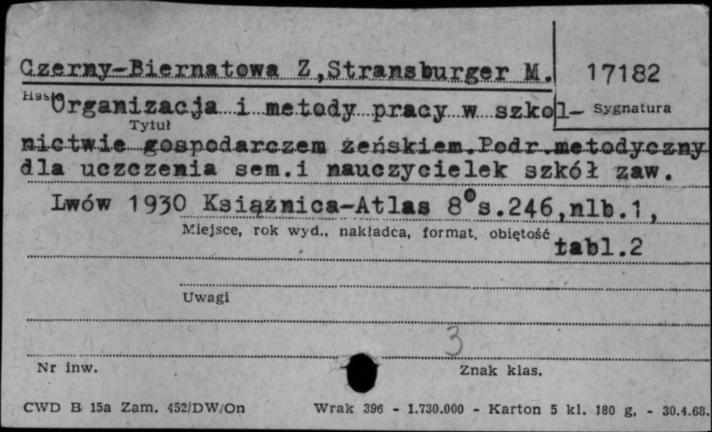 Czerny-Biernatowa Z,Stransburger M.
17182
Hasło
Sygnatura
Organizacja i metody pracy w szkol-
Tytuł
nictwie gospodarczem żeńskiem.Podr.metodyczny
dla uczczenia sem.i nauczycielek szkół zaw.
Lwów 1930 Książnica-Atlas 8°s.246,nlb.1,
Miejsce, rok wyd., nakładca, format, objętość
tabl.2
Uwagi
3
Nr inw.
Znak klas.
CWD B 15a Zam. 452/DW/On Wrak 396 - 1.730.000 - Karton 5 kl. 180 g. - 30.4.68.